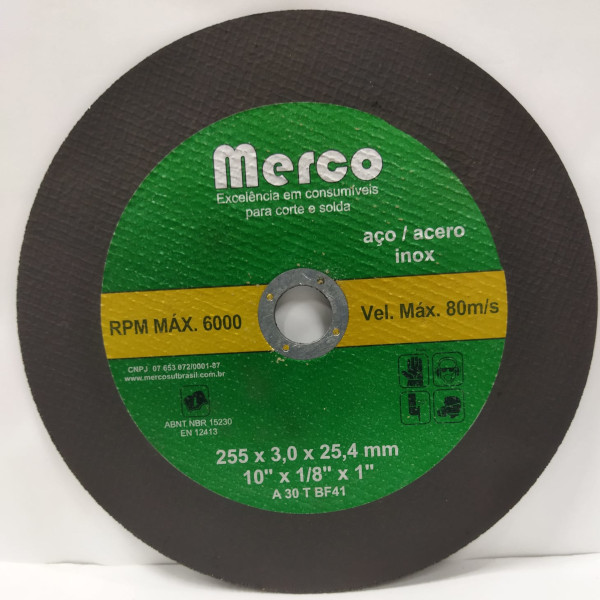 merco
Excelência em consumíveis
para corte e solda
aço / acero
inox
RPM MÁX. 6000
Vel. Máx. 80m/s
CNPJ 07 653 972/0001-87
www.mercosulbrasil.com.br
ABNT NBR 15230
EN 12413
255 x 3,0 x 25,4 mm
10" x 1/8" x 1"
A 30 T BF41